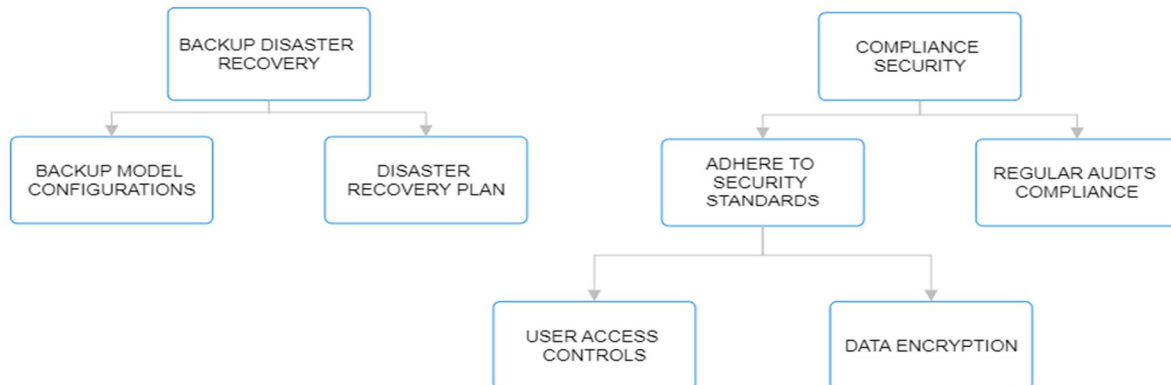 BACKUP DISASTER
RECOVERY
COMPLIANCE
SECURITY
BACKUP MODEL
CONFIGURATIONS
DISASTER
RECOVERY PLAN
ADHERE TO
SECURITY
STANDARDS
REGULAR AUDITS
COMPLIANCE
USER ACCESS
CONTROLS
DATA ENCRYPTION